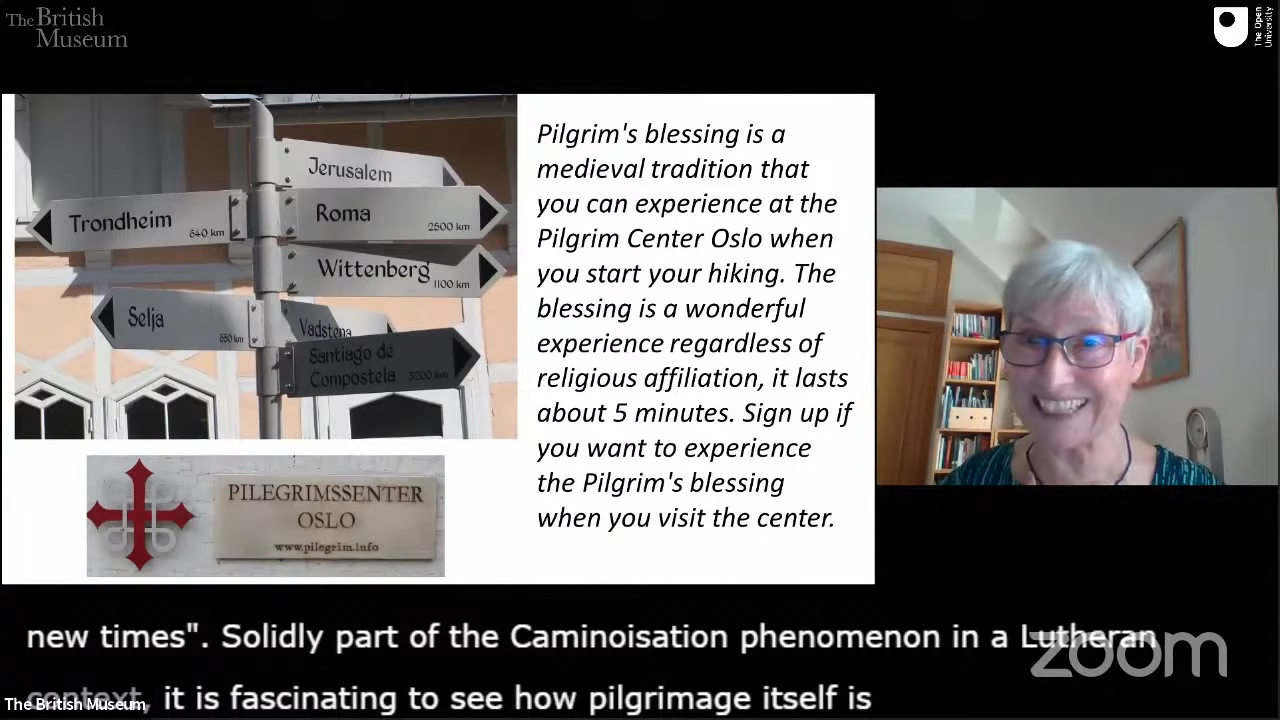 The British
Museum
The Open
University
Jerusalem
Trondheim
640 km
Roma
2500 km
Wittenberg
1100 km
Selja
650 km
Vadstena
Santiago de
Compostela 3200 km
PILEGRIMSSENTER
OSLO
www.pilegrim.info
Pilgrim's blessing is a
medieval tradition that
you can experience at the
Pilgrim Center Oslo when
you start your hiking. The
blessing is a wonderful
experience regardless of
religious affiliation, it lasts
about 5 minutes. Sign up if
you want to experience
the Pilgrim's blessing
when you visit the center.
new times". Solidly part of the Caminoisation phenomenon in a Lutheran
context, it is fascinating to see how pilgrimage itself is
The British Museum
zoom